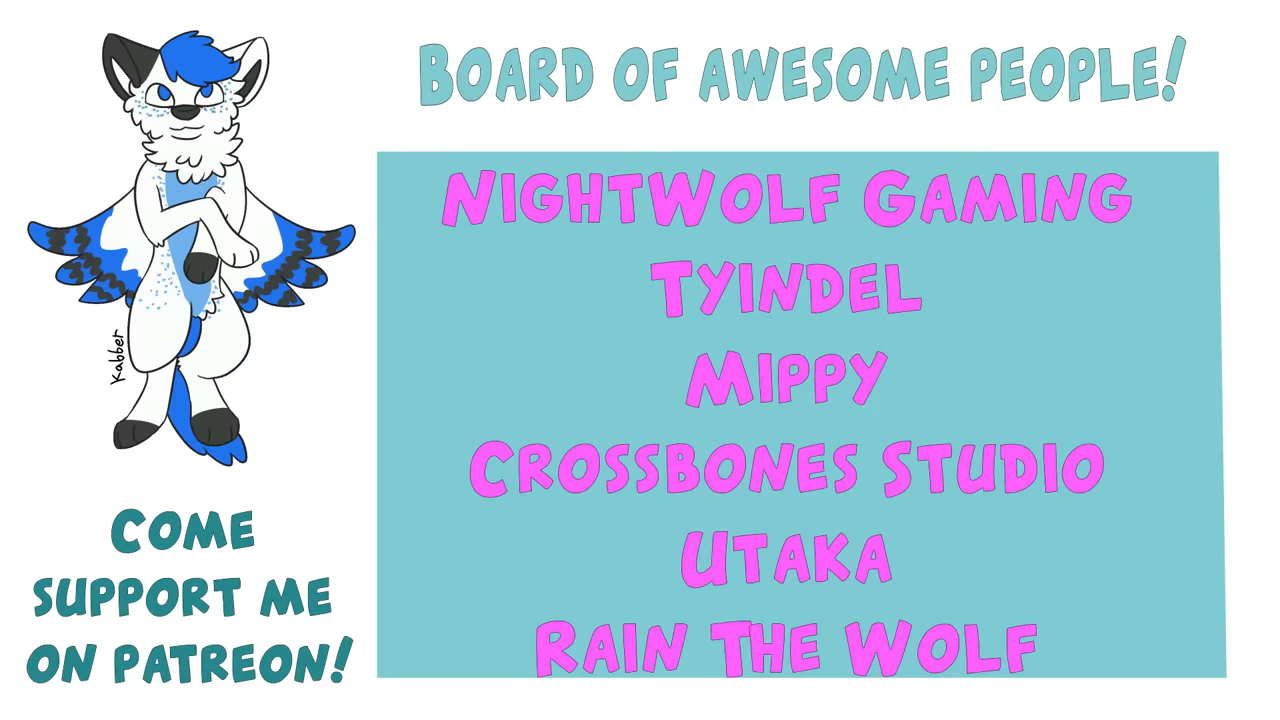 Board of awesome people!
NightWolf Gaming
Tyindel
Mippy
Crossbones Studio
Utaka
Rain The Wolf
Kabber
Come
support me
on patreon!